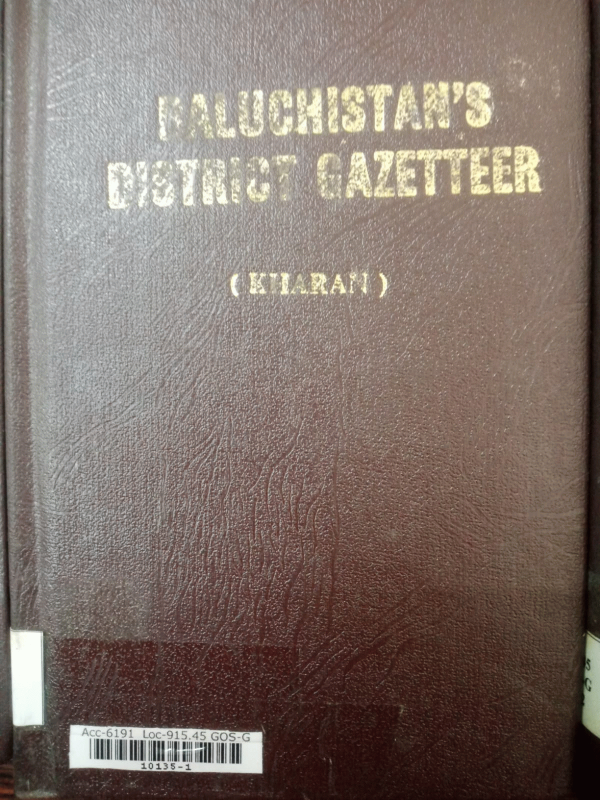 BALUCHISTAN'S
DISTRICT GAZETTEER
( KHARAN )
Acc-6191 Loc-915.45 GOS-G
10135-1